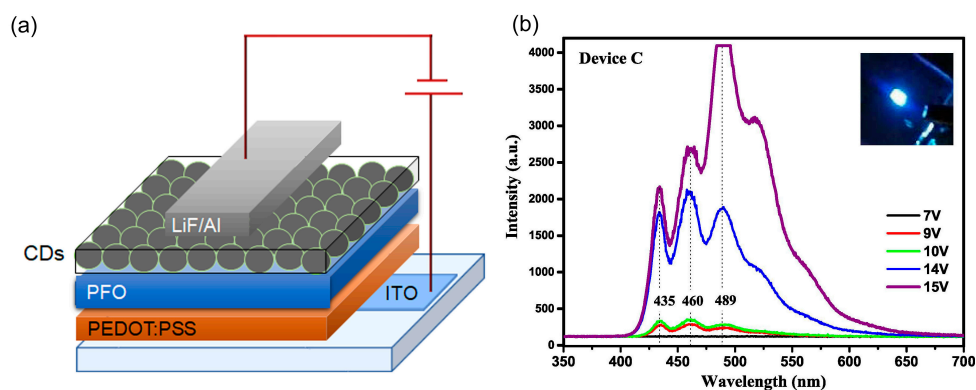 (a)
LiF/Al
CDs
PFO
ITO
PEDOT:PSS
(b)
Device C
4000
3500
3000
2500
2000
1500
1000
500
0
Intensity (a.u.)
435 460 489
7V
9V
10V
14V
15V
350 400 450 500 550 600 650 700
Wavelength (nm)